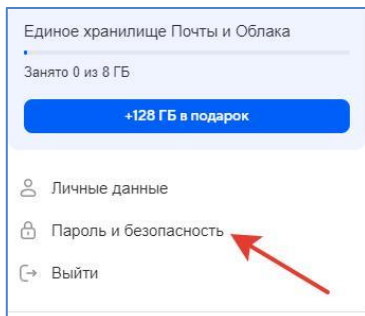 Единое хранилище Почты и Облака
Занято 0 из 8 ГБ
+128 ГБ в подарок
Личные данные
Пароль и безопасность
Выйти